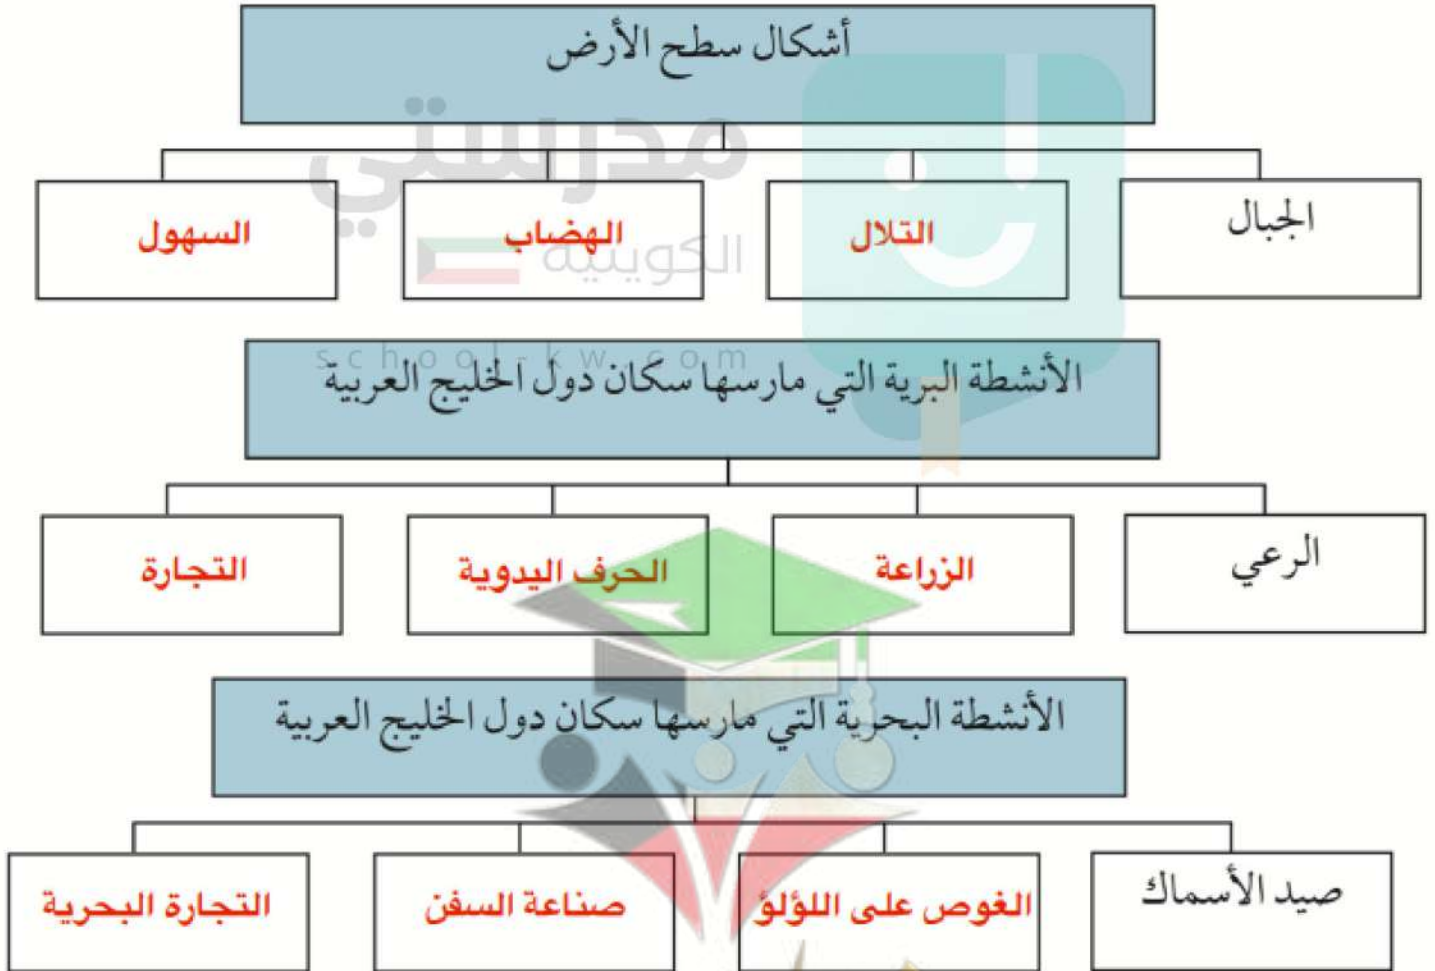 أشكال سطح الأرض
الجبال
التلال
الهضاب
السهول
مدرستي
الكويتية
school-kw.com
الأنشطة البرية التي مارسها سكان دول الخليج العربية
الرعي
الزراعة
الحرف اليدوية
التجارة
الأنشطة البحرية التي مارسها سكان دول الخليج العربية
صيد الأسماك
الغوص على اللؤلؤ
صناعة السفن
التجارة البحرية